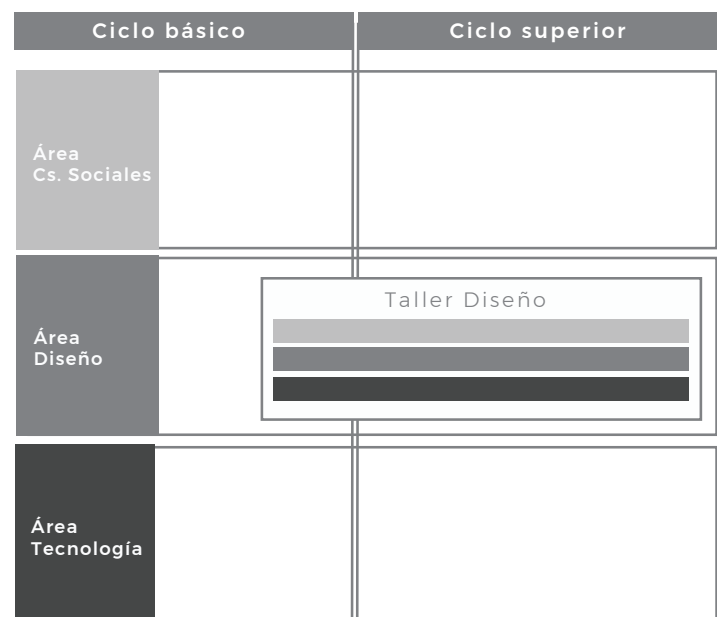 Ciclo básico
Ciclo superior
Área
Cs. Sociales
Taller Diseño
Área
Diseño
Área
Tecnología